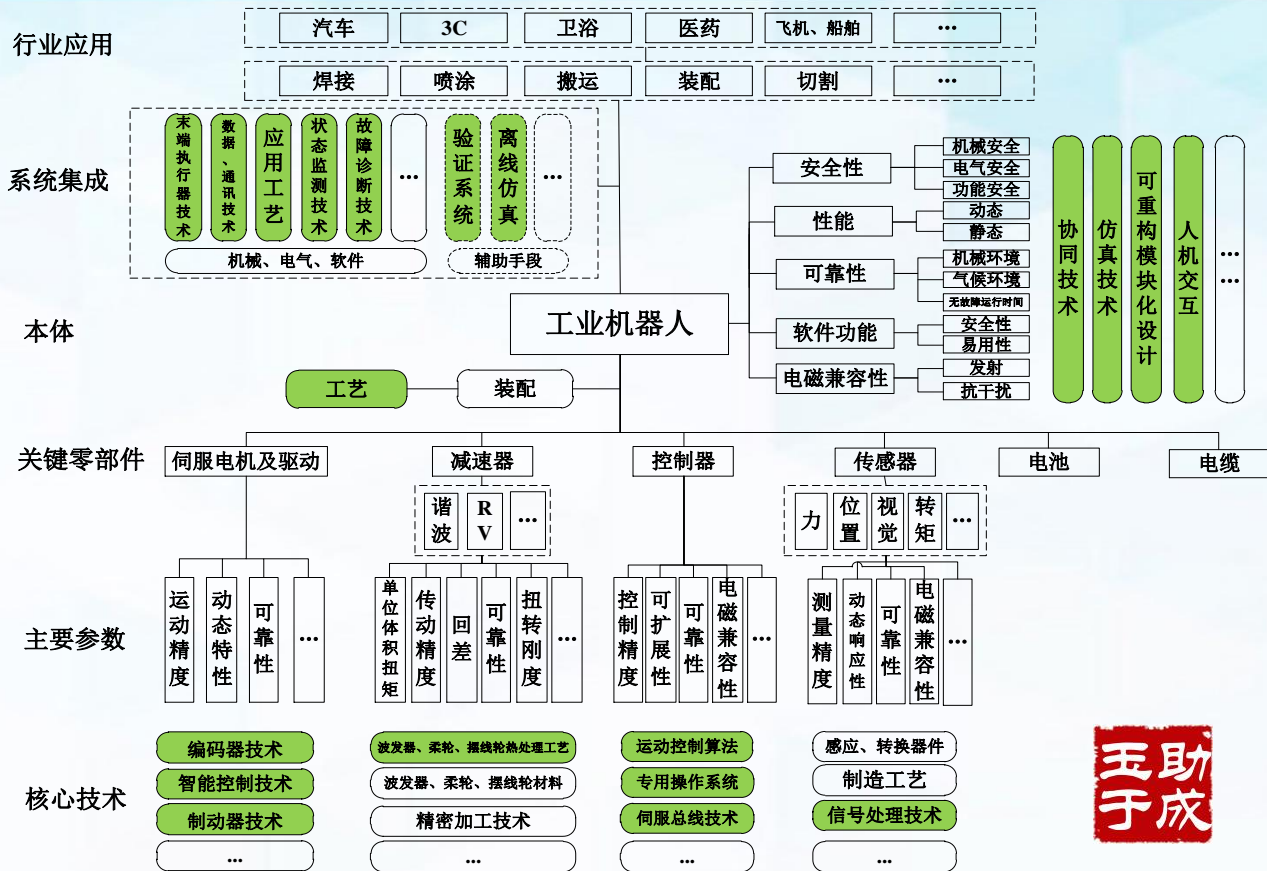 行业应用
汽车
3C
卫浴
医药
飞机、船舶
...
焊接
喷涂
搬运
装配
切割
...
系统集成
末端执行器技术
数据、通讯技术
应用工艺
状态监测技术
故障诊断技术
...
验证系统
离线仿真
...
机械、电气、软件
辅助手段
本体
工业机器人
工艺
装配
安全性
机械安全
电气安全
功能安全
性能
动态
静态
可靠性
机械环境
气候环境
无故障运行时间
软件功能
安全性
易用性
电磁兼容性
发射
抗干扰
协同技术
仿真技术
可重构模块化设计
人机交互
... ...
关键零部件
伺服电机及驱动
减速器
控制器
传感器
电池
电缆
谐波
RV
...
力
位置
视觉
转矩
...
主要参数
运动精度
动态特性
可靠性
...
单位体积扭矩
传动精度
回差
可靠性
扭转刚度
...
控制精度
可扩展性
可靠性
电磁兼容性
...
测量精度
动态响应性
可靠性
电磁兼容性
...
核心技术
编码器技术
智能控制技术
制动器技术
...
波发器、柔轮、摆线轮热处理工艺
波发器、柔轮、摆线轮材料
精密加工技术
...
运动控制算法
专用操作系统
伺服总线技术
...
感应、转换器件
制造工艺
信号处理技术
...
助成
玉于